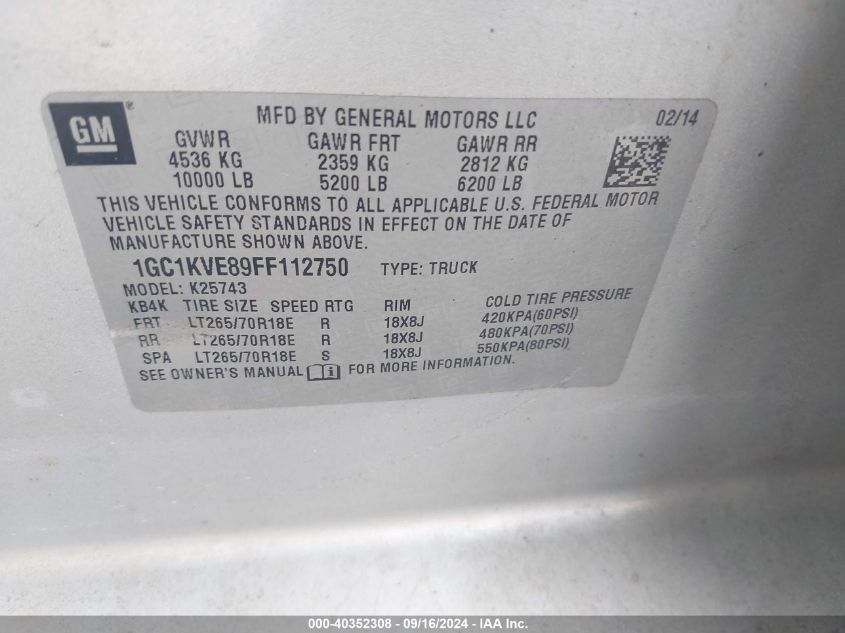 GM ® MFD BY GENERAL MOTORS LLC 02/14
GVWR GAWR FRT GAWR RR
4536 KG 2359 KG 2812 KG
10000 LB 5200 LB 6200 LB
THIS VEHICLE CONFORMS TO ALL APPLICABLE U.S. FEDERAL MOTOR
VEHICLE SAFETY STANDARDS IN EFFECT ON THE DATE OF
MANUFACTURE SHOWN ABOVE.
1GC1KVE89FF112750 TYPE: TRUCK
MODEL: K25743
KB4K TIRE SIZE SPEED RTG RIM COLD TIRE PRESSURE
FRT LT265/70R18E R 18X8J 420KPA(60PSI)
RR LT265/70R18E R 18X8J 480KPA(70PSI)
SPA LT265/70R18E S 18X8J 550KPA(80PSI)
SEE OWNER'S MANUAL FOR MORE INFORMATION.
000-40352308 - 09/16/2024 - IAA Inc.